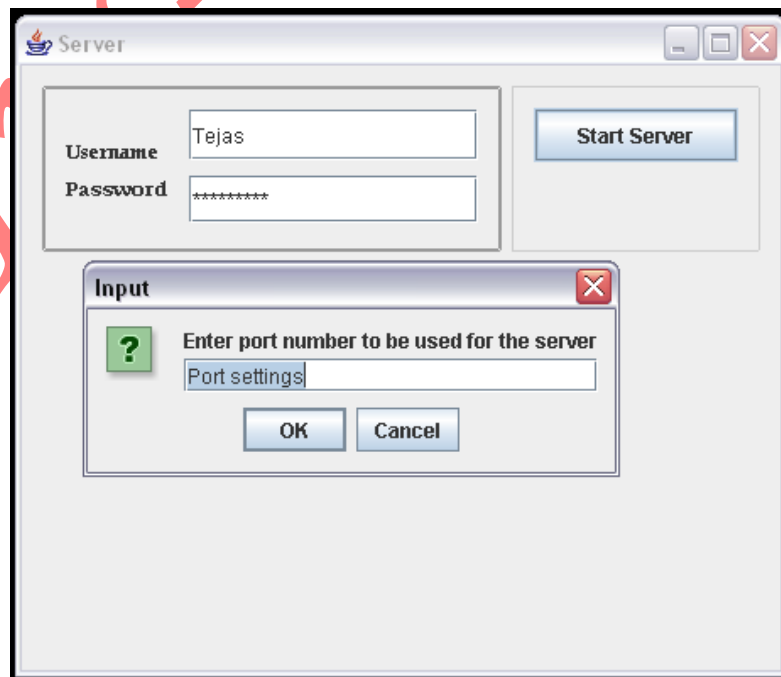 Server
Username
Tejas
Start Server
Password
*********
Input
?
Enter port number to be used for the server
Port settings
OK
Cancel